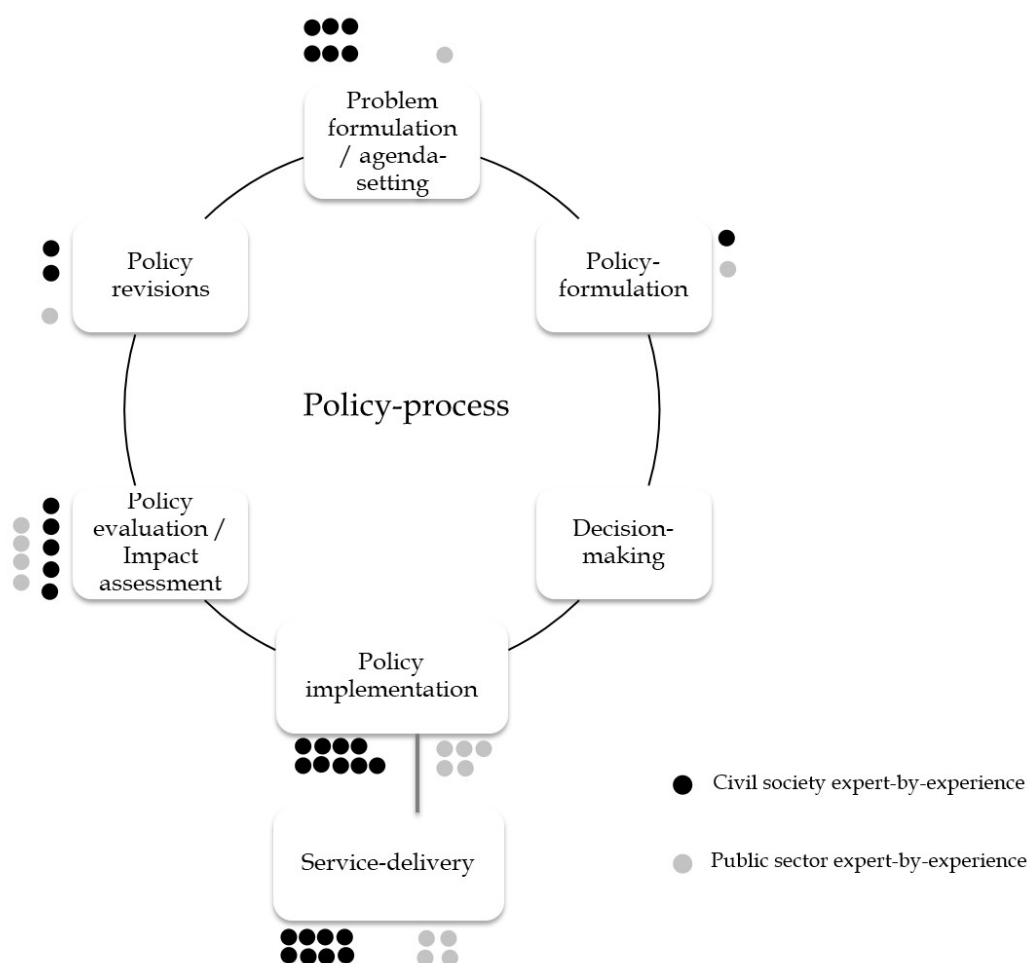 Problem
formulation
/ agenda-
setting
Policy
revisions
Policy-
formulation
Policy-process
Policy
evaluation /
Impact
assessment
Decision-
making
Policy
implementation
Civil society expert-by-experience
Service-delivery
Public sector expert-by-experience